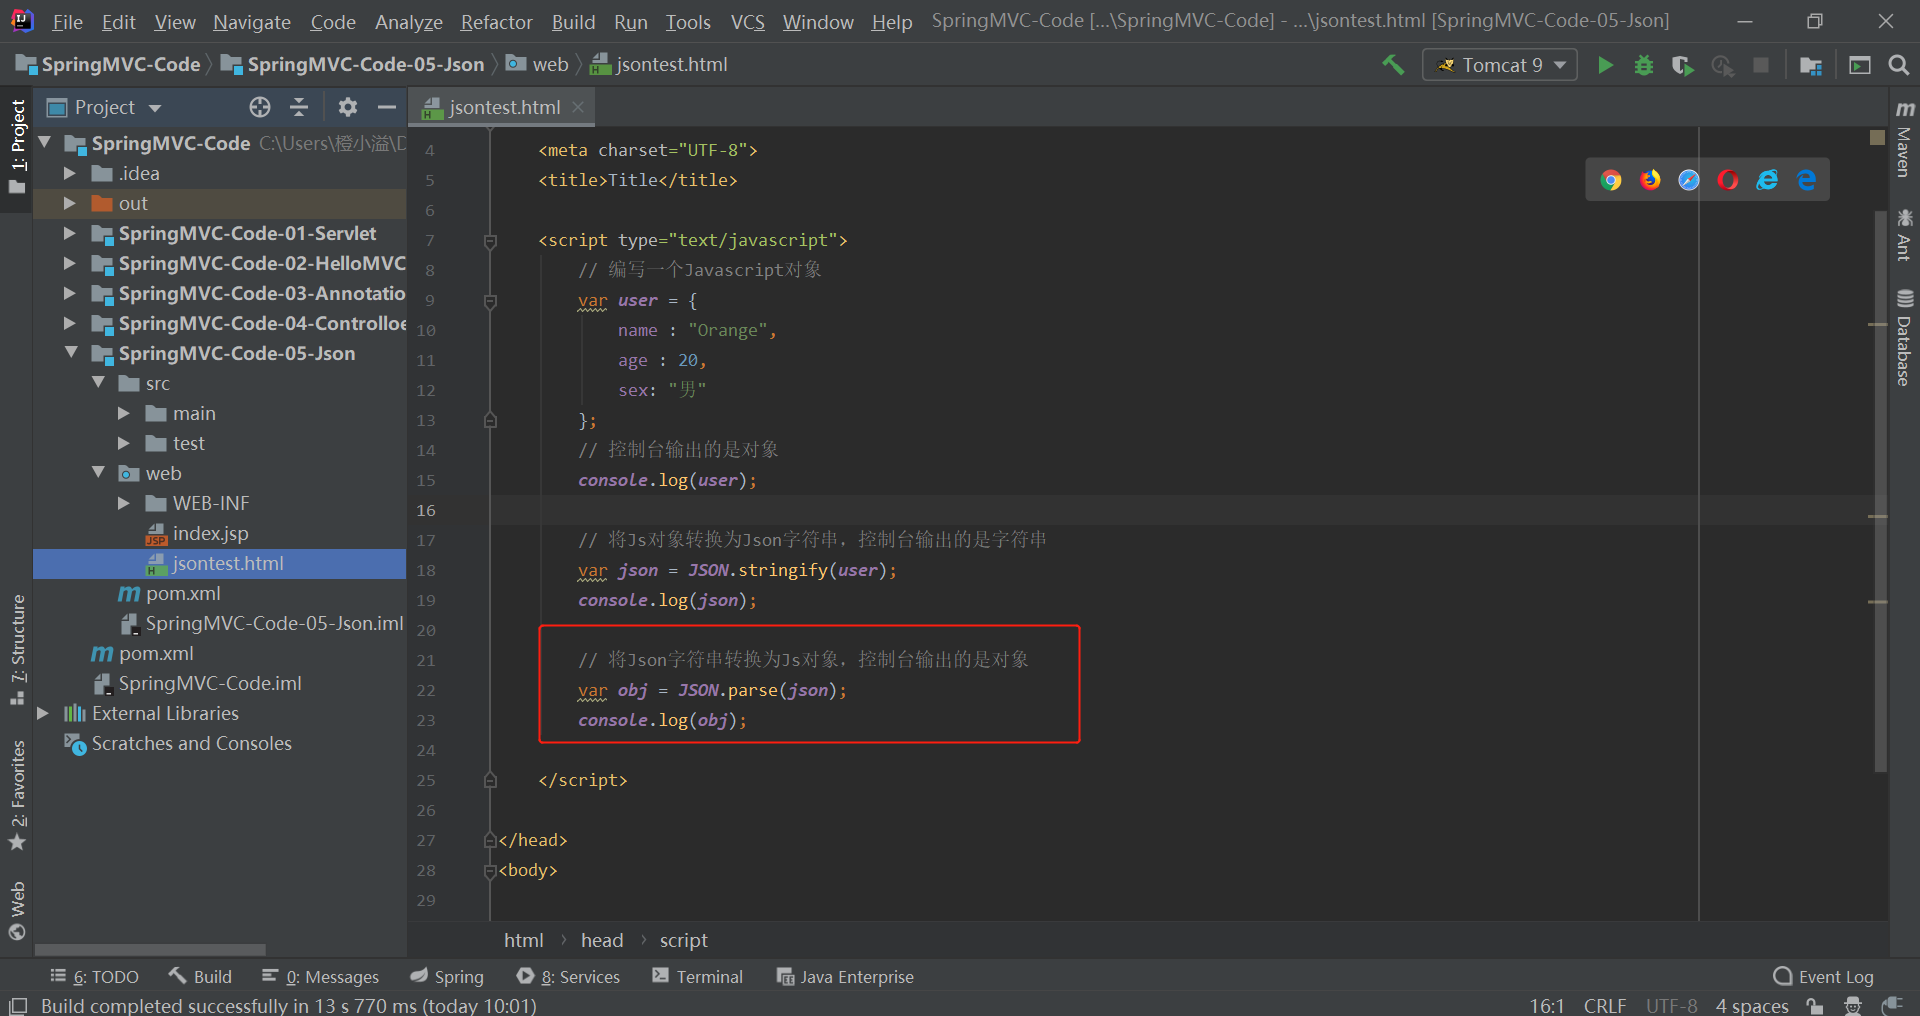 File Edit View Navigate Code Analyze Refactor Build Run Tools VCS Window Help SpringMVC-Code [...\SpringMVC-Code] - ...\jsontest.html [SpringMVC-Code-05-Json]
SpringMVC-Code SpringMVC-Code-05-Json web jsontest.html Tomcat 9
1: Project
7: Structure
2: Favorites
Web
Project
SpringMVC-Code C:\Users\橙小溢\D
.idea
out
SpringMVC-Code-01-Servlet
SpringMVC-Code-02-HelloMVC
SpringMVC-Code-03-Annotatio
SpringMVC-Code-04-Controlloe
SpringMVC-Code-05-Json
src
main
test
web
WEB-INF
index.jsp
jsontest.html
pom.xml
SpringMVC-Code-05-Json.iml
pom.xml
SpringMVC-Code.iml
External Libraries
Scratches and Consoles
jsontest.html
4 <meta charset="UTF-8">
5 <title>Title</title>
6
7 <script type="text/javascript">
8 // 编写一个Javascript对象
9 var user = {
10 name : "Orange",
11 age : 20,
12 sex: "男"
13 };
14 // 控制台输出的是对象
15 console.log(user);
16
17 // 将Js对象转换为Json字符串，控制台输出的是字符串
18 var json = JSON.stringify(user);
19 console.log(json);
20
21 // 将Json字符串转换为Js对象，控制台输出的是对象
22 var obj = JSON.parse(json);
23 console.log(obj);
24
25 </script>
26
27 </head>
28 <body>
29
html head script
Maven
Ant
Database
6: TODO Build 0: Messages Spring 8: Services Terminal Java Enterprise Event Log
Build completed successfully in 13 s 770 ms (today 10:01) 16:1 CRLF UTF-8 4 spaces